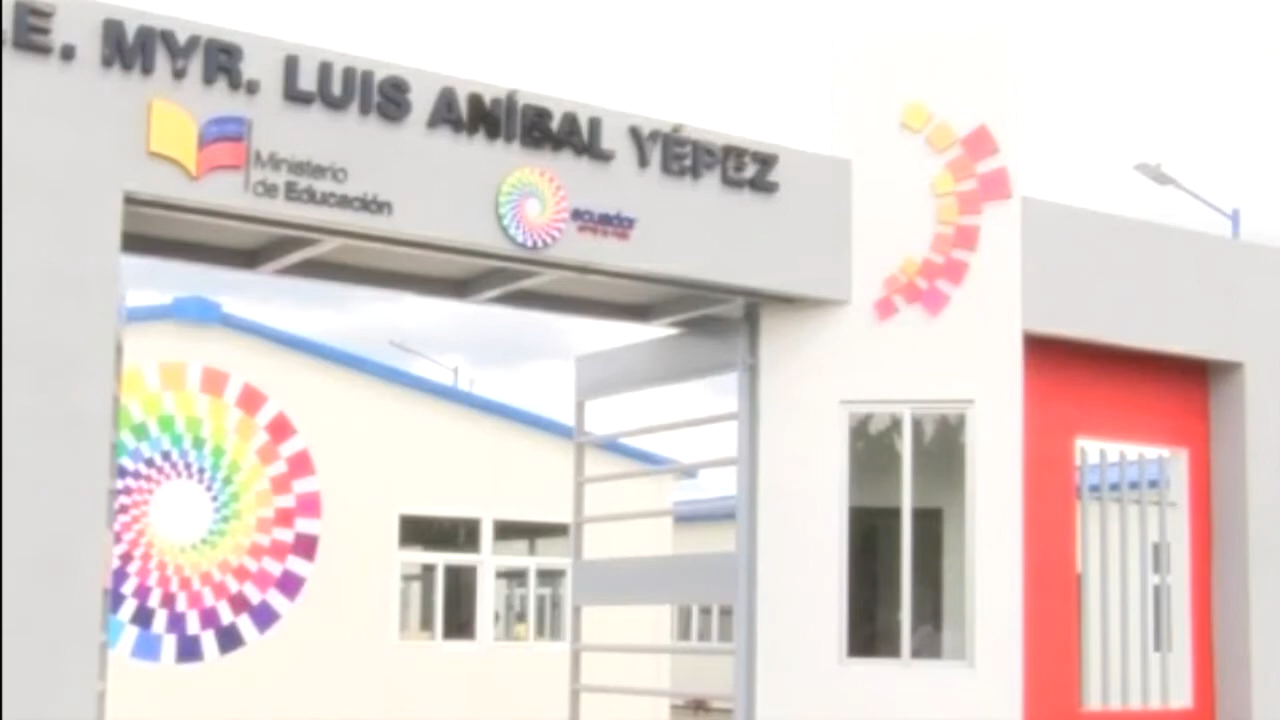 .E. MYR. LUIS ANÍBAL YÉPEZ
Ministerio
de Educación
ecuador